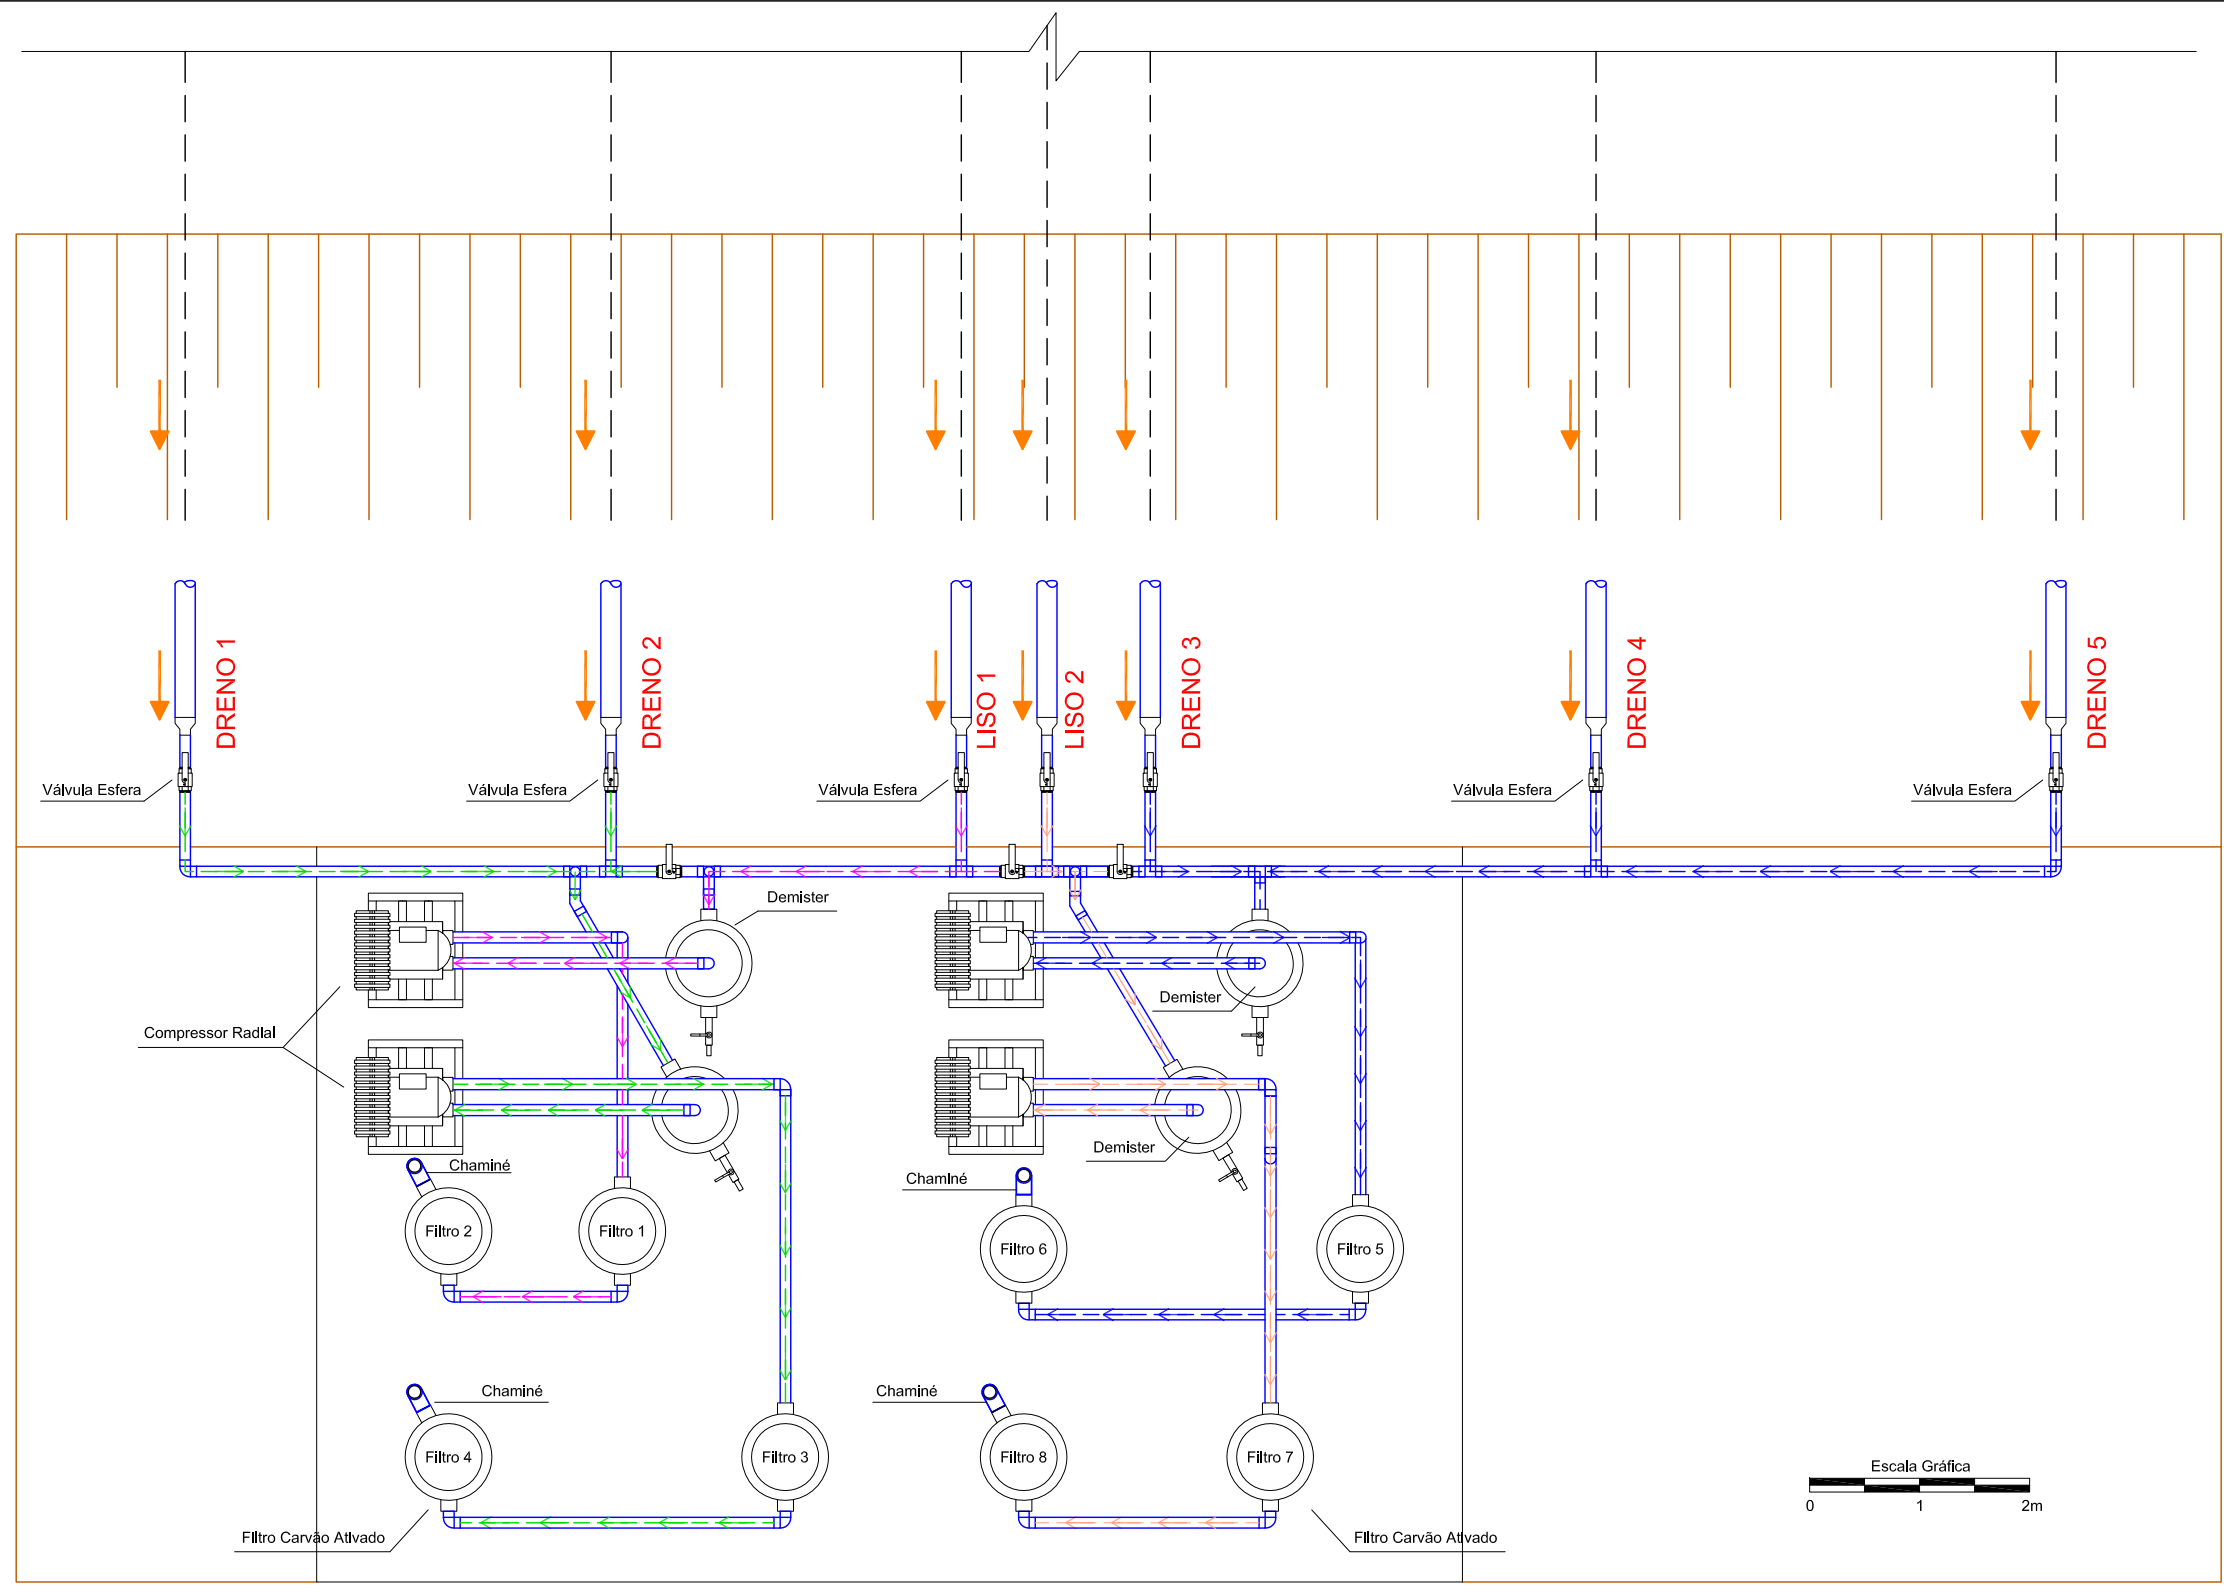 DRENO 1
DRENO 2
LISO 1
LISO 2
DRENO 3
DRENO 4
DRENO 5
Válvula Esfera
Válvula Esfera
Válvula Esfera
Válvula Esfera
Válvula Esfera
Demister
Demister
Compressor Radial
Demister
Chaminé
Chaminé
Filtro 2
Filtro 1
Filtro 6
Filtro 5
Chaminé
Chaminé
Filtro 4
Filtro 3
Filtro 8
Filtro 7
Escala Gráfica
0 1 2m
Filtro Carvão Ativado
Filtro Carvão Ativado